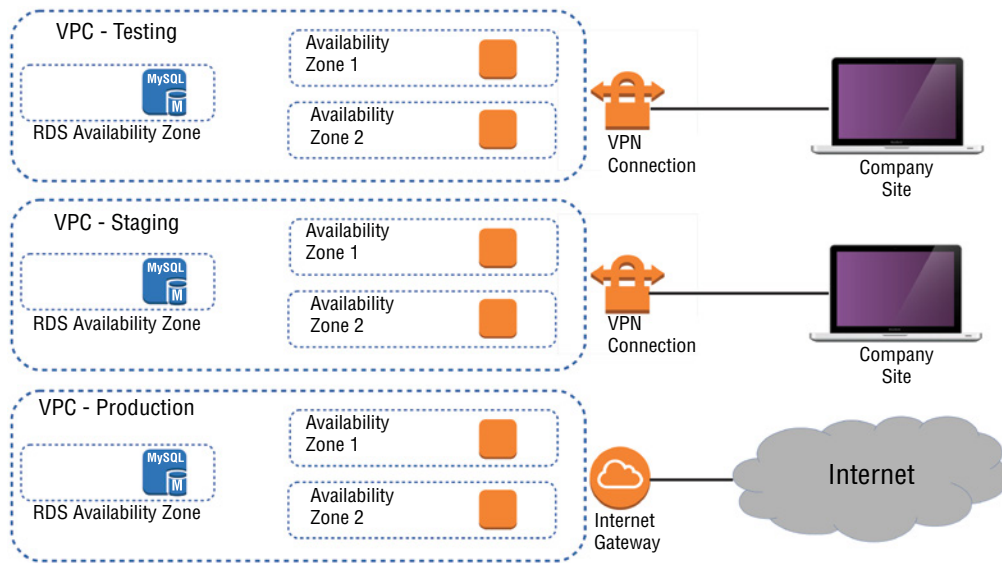 VPC - Testing
MySQL
M
RDS Availability Zone
Availability
Zone 1
Availability
Zone 2
VPN
Connection
Company
Site
VPC - Staging
MySQL
M
RDS Availability Zone
Availability
Zone 1
Availability
Zone 2
VPN
Connection
Company
Site
VPC - Production
MySQL
M
RDS Availability Zone
Availability
Zone 1
Availability
Zone 2
Internet
Gateway
Internet